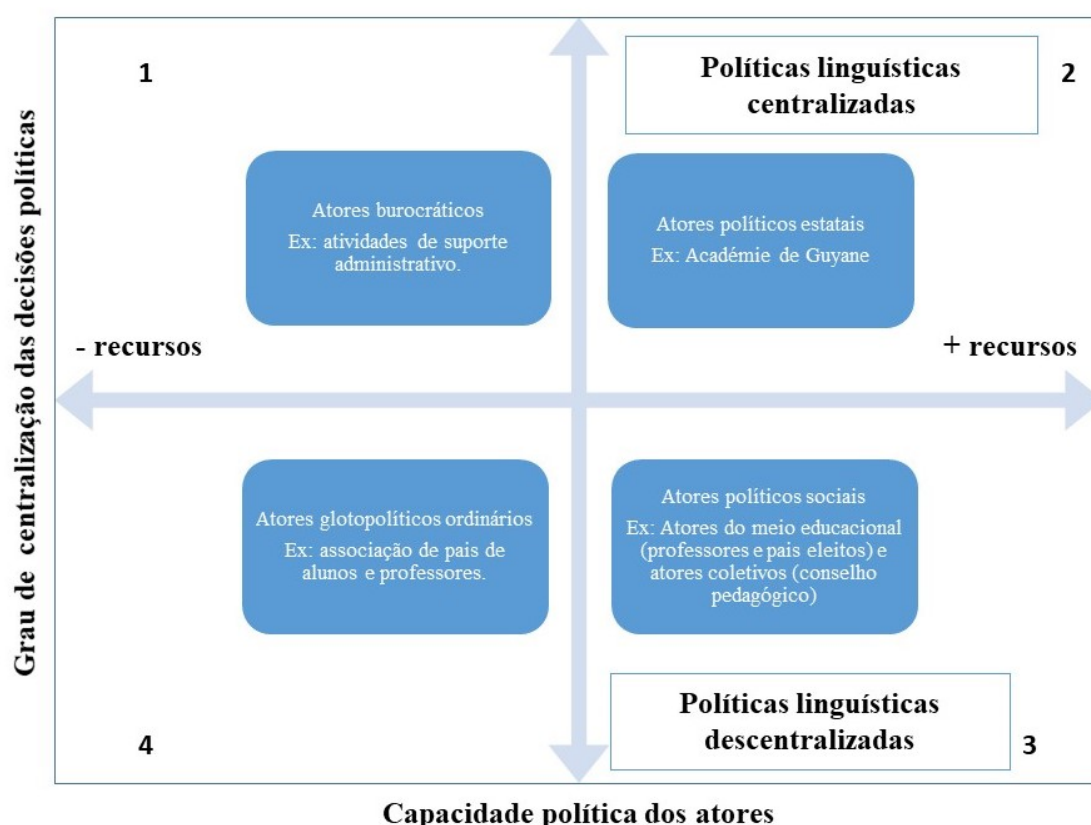 Grau de centralização das decisões políticas
1
Políticas linguísticas
centralizadas
2
Atores burocráticos
Ex: atividades de suporte
administrativo.
Atores políticos estatais
Ex: Académie de Guyane
- recursos
+ recursos
Atores glotopolíticos ordinários
Ex: associação de pais de
alunos e professores.
Atores políticos sociais
Ex: Atores do meio educacional
(professores e pais eleitos) e
atores coletivos (conselho
pedagógico)
4
Políticas linguísticas
descentralizadas
3
Capacidade política dos atores